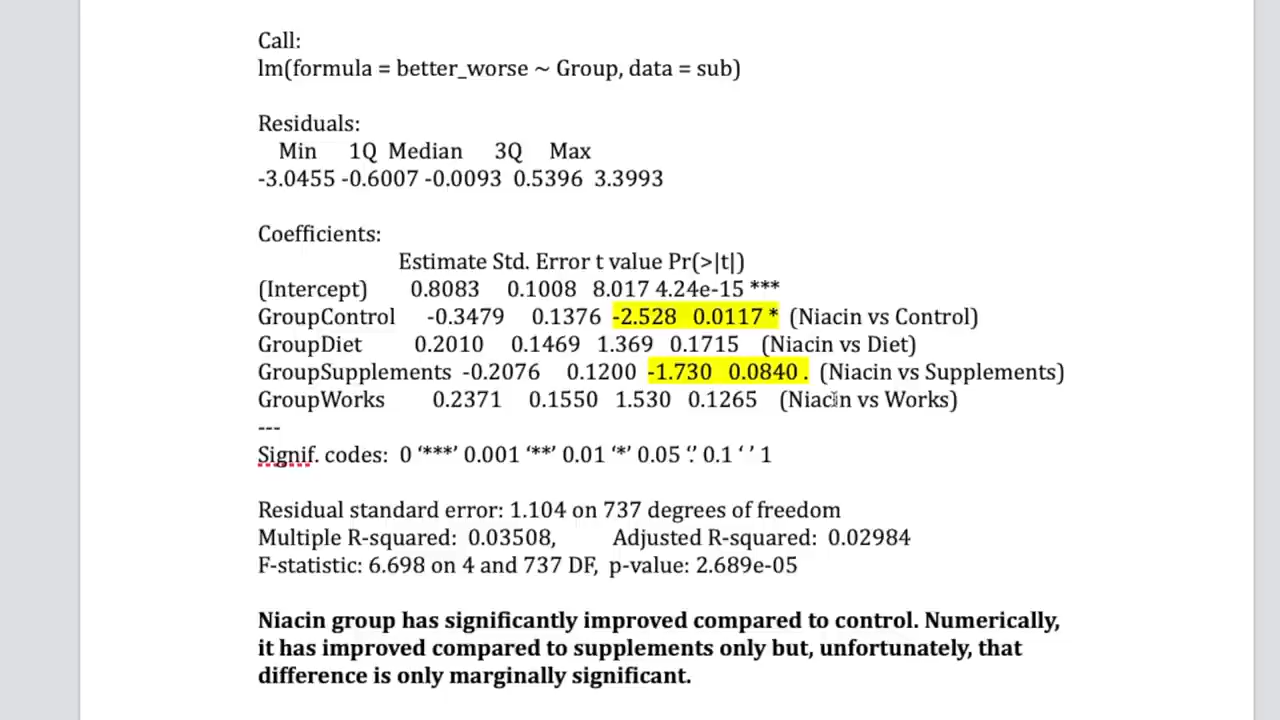 Call:
lm(formula = better_worse ~ Group, data = sub)
Residuals:
Min 1Q Median 3Q Max
-3.0455 -0.6007 -0.0093 0.5396 3.3993
Coefficients:
Estimate Std. Error t value Pr(>|t|)
(Intercept) 0.8083 0.1008 8.017 4.24e-15 ***
GroupControl -0.3479 0.1376 -2.528 0.0117 * (Niacin vs Control)
GroupDiet 0.2010 0.1469 1.369 0.1715 (Niacin vs Diet)
GroupSupplements -0.2076 0.1200 -1.730 0.0840 . (Niacin vs Supplements)
GroupWorks 0.2371 0.1550 1.530 0.1265 (Niacin vs Works)
---
Signif. codes: 0 ‘***’ 0.001 ‘**’ 0.01 ‘*’ 0.05 ‘.’ 0.1 ‘ ’ 1
Residual standard error: 1.104 on 737 degrees of freedom
Multiple R-squared: 0.03508, Adjusted R-squared: 0.02984
F-statistic: 6.698 on 4 and 737 DF, p-value: 2.689e-05
Niacin group has significantly improved compared to control. Numerically,
it has improved compared to supplements only but, unfortunately, that
difference is only marginally significant.